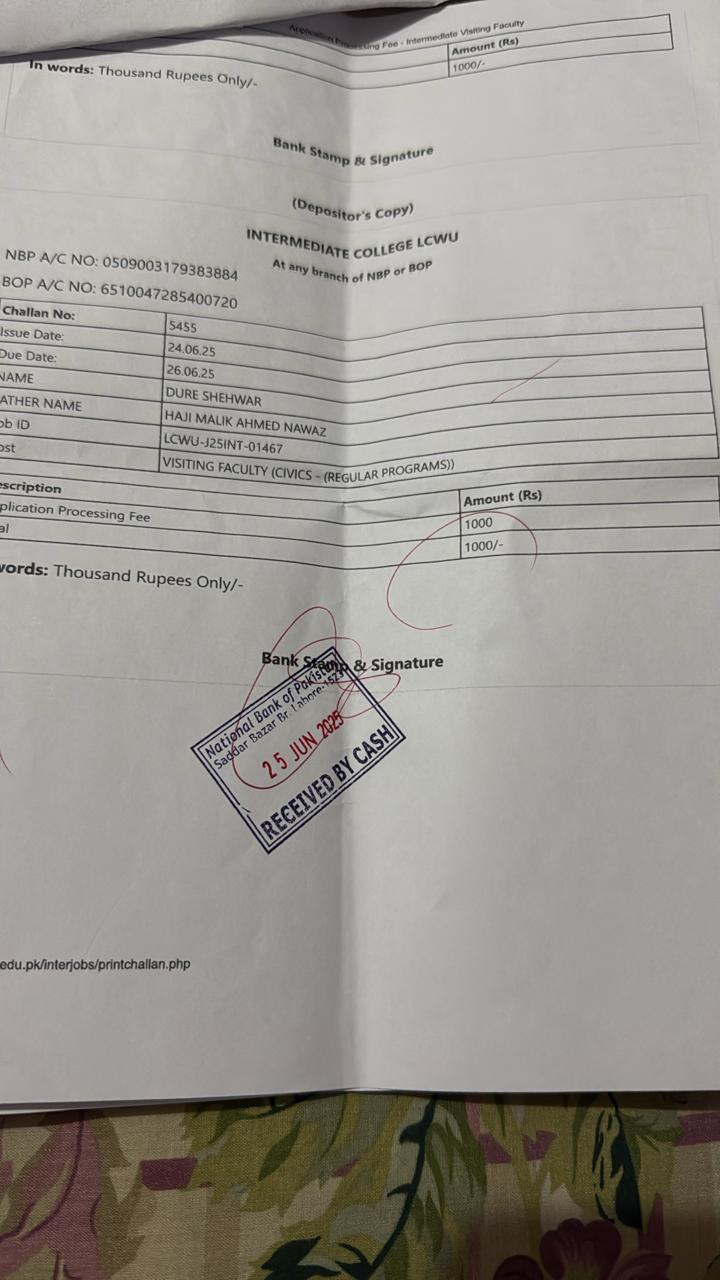 Application Processing Fee - Intermediate Visiting Faculty
Amount (Rs)
1000/-
In words: Thousand Rupees Only/-
Bank Stamp & Signature
(Depositor's Copy)
INTERMEDIATE COLLEGE LCWU
At any branch of NBP or BOP
NBP A/C NO: 0509003179383884
BOP A/C NO: 6510047285400720
Challan No: 5455
Issue Date: 24.06.25
Due Date: 26.06.25
NAME DURE SHEHWAR
ATHER NAME HAJI MALIK AHMED NAWAZ
ob ID LCWU-J25INT-01467
ost VISITING FACULTY (CIVICS - (REGULAR PROGRAMS))
escription Amount (Rs)
plication Processing Fee 1000
al 1000/-
words: Thousand Rupees Only/-
Bank Stamp & Signature
National Bank of Pakistan
Saddar Bazar Br. Lahore-1523
25 JUN 2025
RECEIVED BY CASH
edu.pk/interjobs/printchallan.php